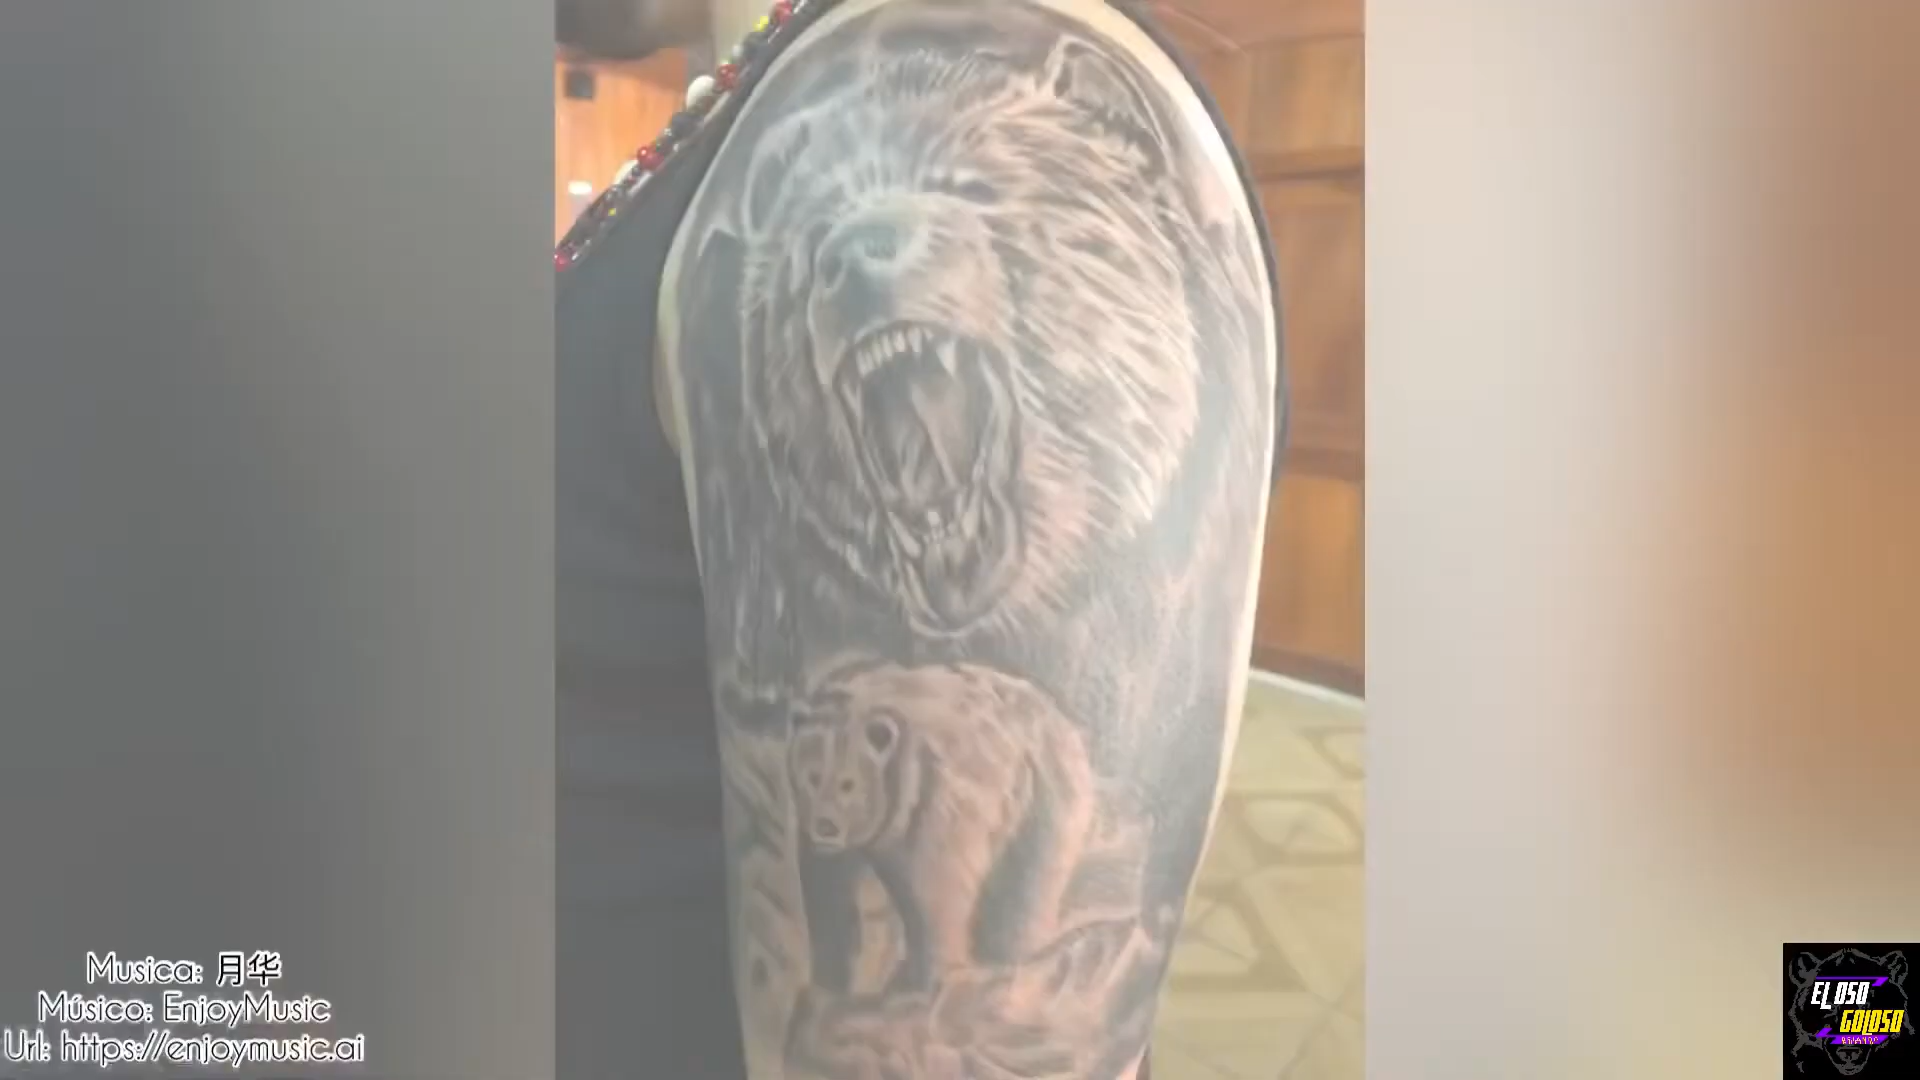 Musica: 月华
Músico: EnjoyMusic
Url: https://enjoymusic.ai
EL OSO
GOLOSO